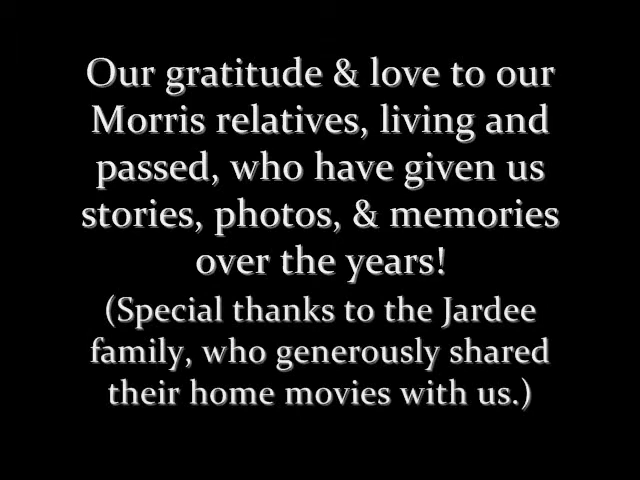 Our gratitude & love to our
Morris relatives, living and
passed, who have given us
stories, photos, & memories
over the years!
(Special thanks to the Jardee
family, who generously shared
their home movies with us.)